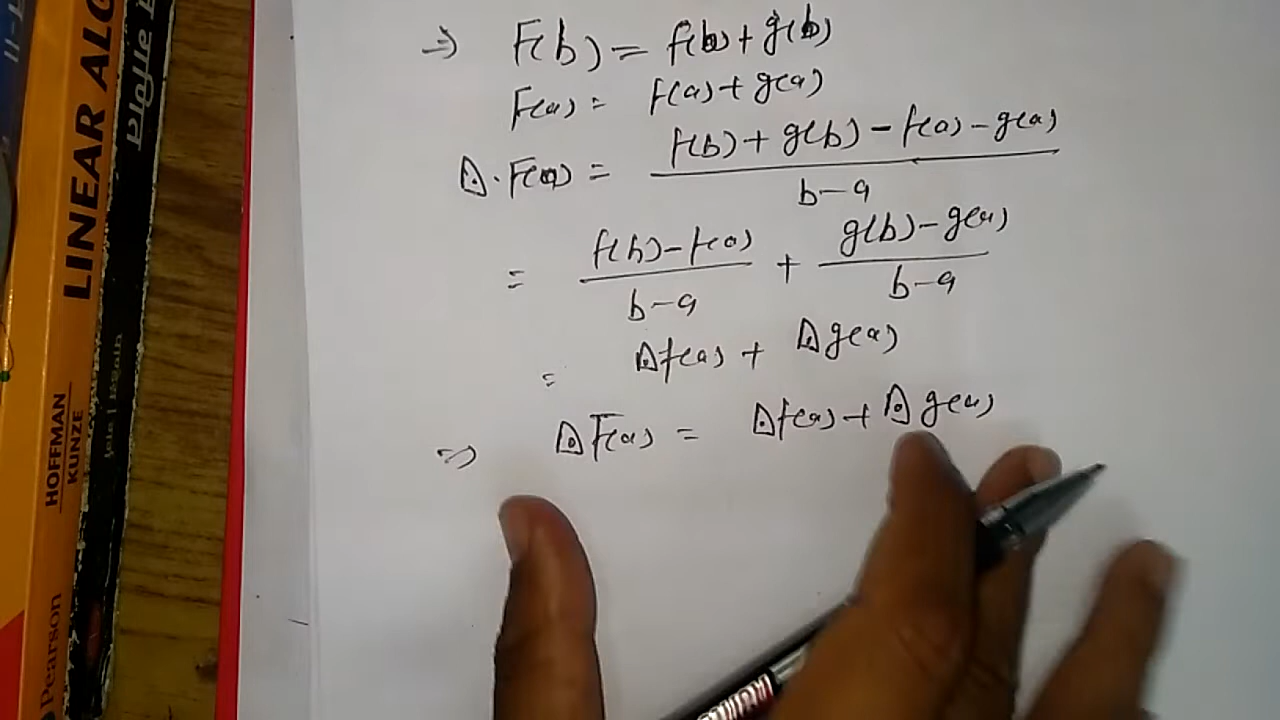 ⇒ F(b) = f(b) + g(b)
F(a) = f(a) + g(a)
Δ. F(a) = f(b) + g(b) - f(a) - g(a) / b-a
= f(b) - f(a) / b-a + g(b) - g(a) / b-a
= Δf(a) + Δg(a)
⇒ ΔF(a) = Δf(a) + Δg(a)
LINEAR ALG
HOFFMAN
KUNZE
Pearson